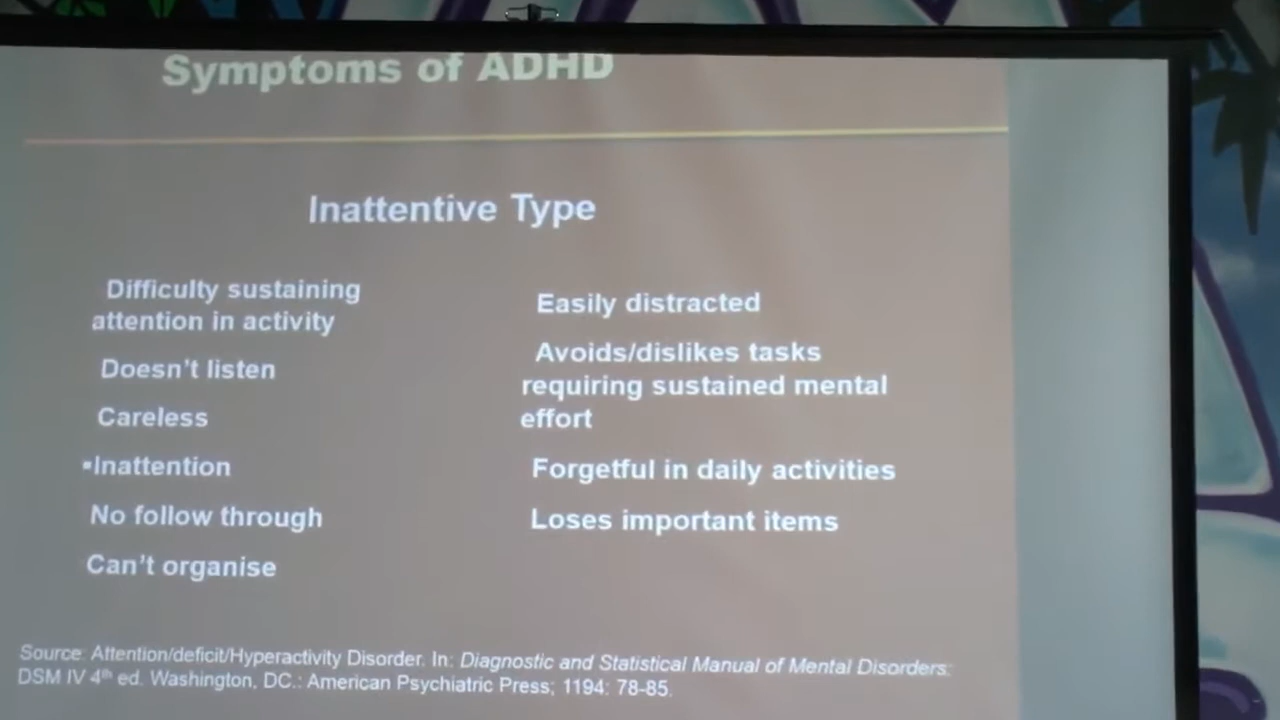 Symptoms of ADHD
Inattentive Type
Difficulty sustaining
attention in activity
Doesn't listen
Careless
▪Inattention
No follow through
Can't organise
Easily distracted
Avoids/dislikes tasks
requiring sustained mental
effort
Forgetful in daily activities
Loses important items
Source: Attention/deficit/Hyperactivity Disorder. In: Diagnostic and Statistical Manual of Mental Disorders:
DSM IV 4th ed. Washington, DC.: American Psychiatric Press; 1194: 78-85.